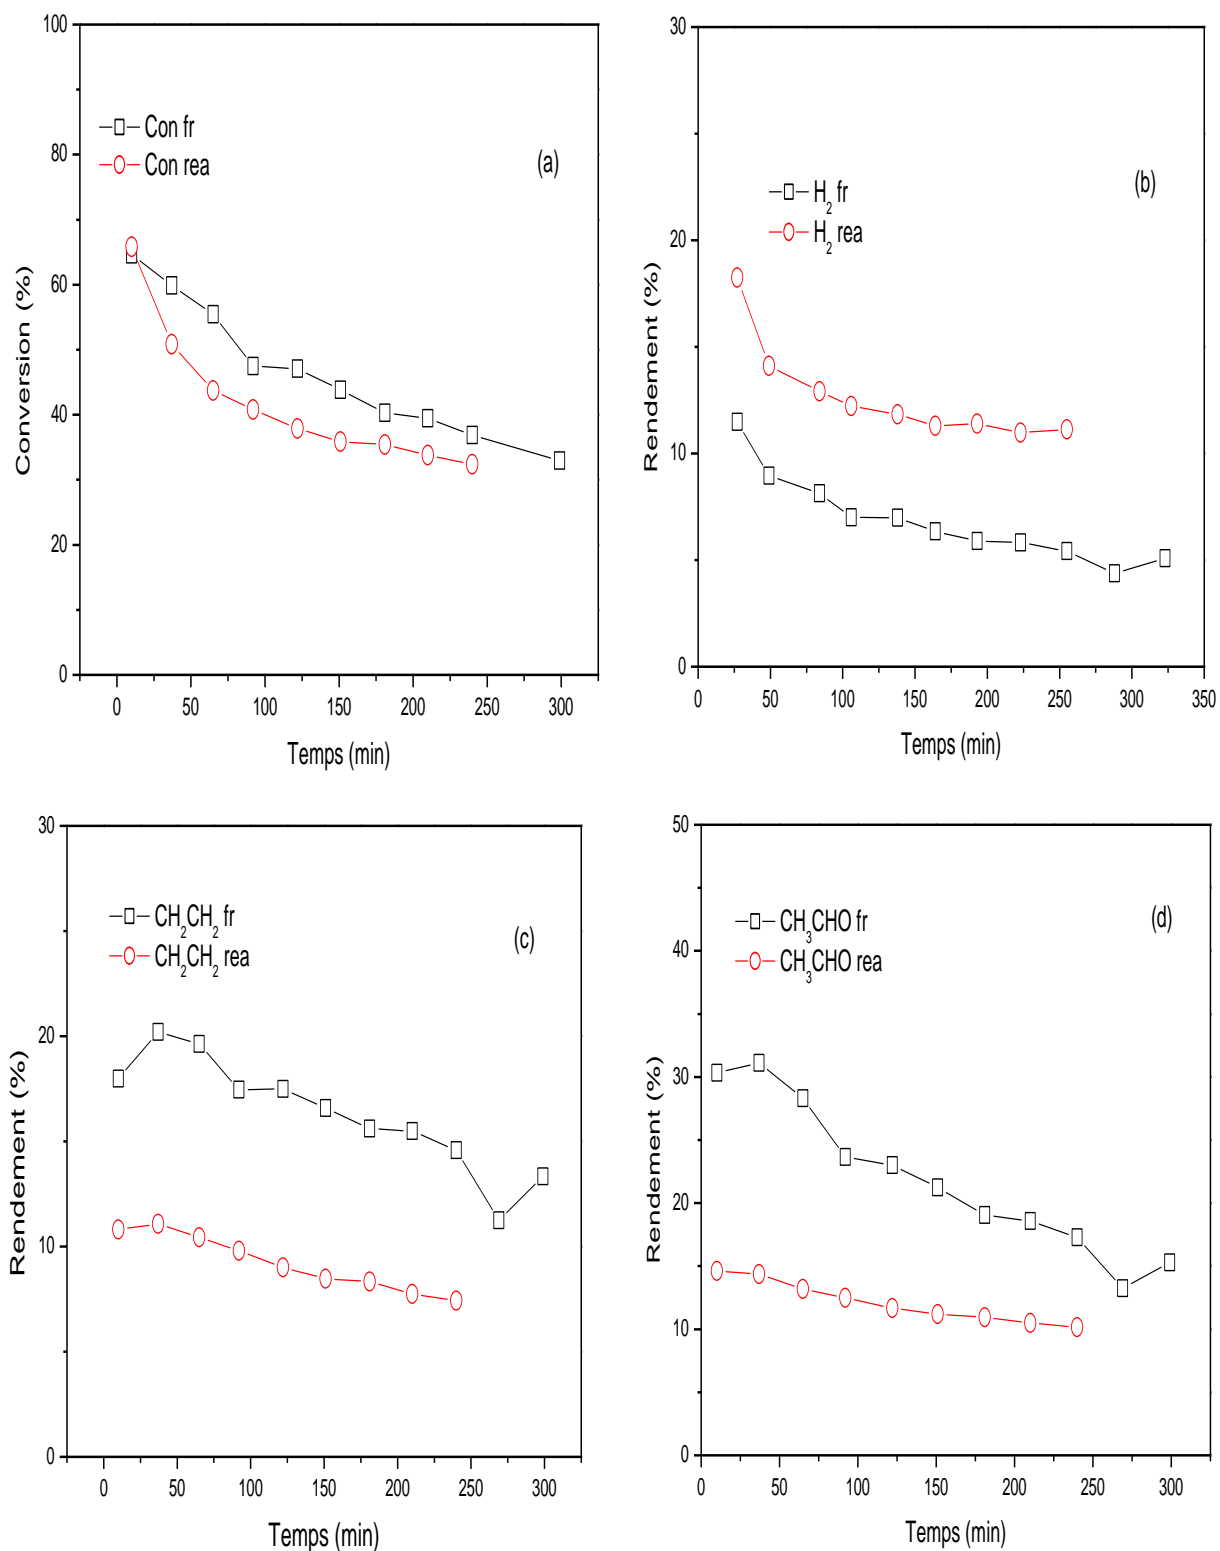 100
80
60
40
20
0
Conversion (%)
Con fr
Con rea
(a)
0 50 100 150 200 250 300
Temps (min)
30
20
10
0
Rendement (%)
H2 fr
H2 rea
(b)
0 50 100 150 200 250 300 350
Temps (min)
30
20
10
0
Rendement (%)
CH2CH2 fr
CH2CH2 rea
(c)
0 50 100 150 200 250 300
Temps (min)
50
40
30
20
10
0
Rendement (%)
CH3CHO fr
CH3CHO rea
(d)
0 50 100 150 200 250 300
Temps (min)